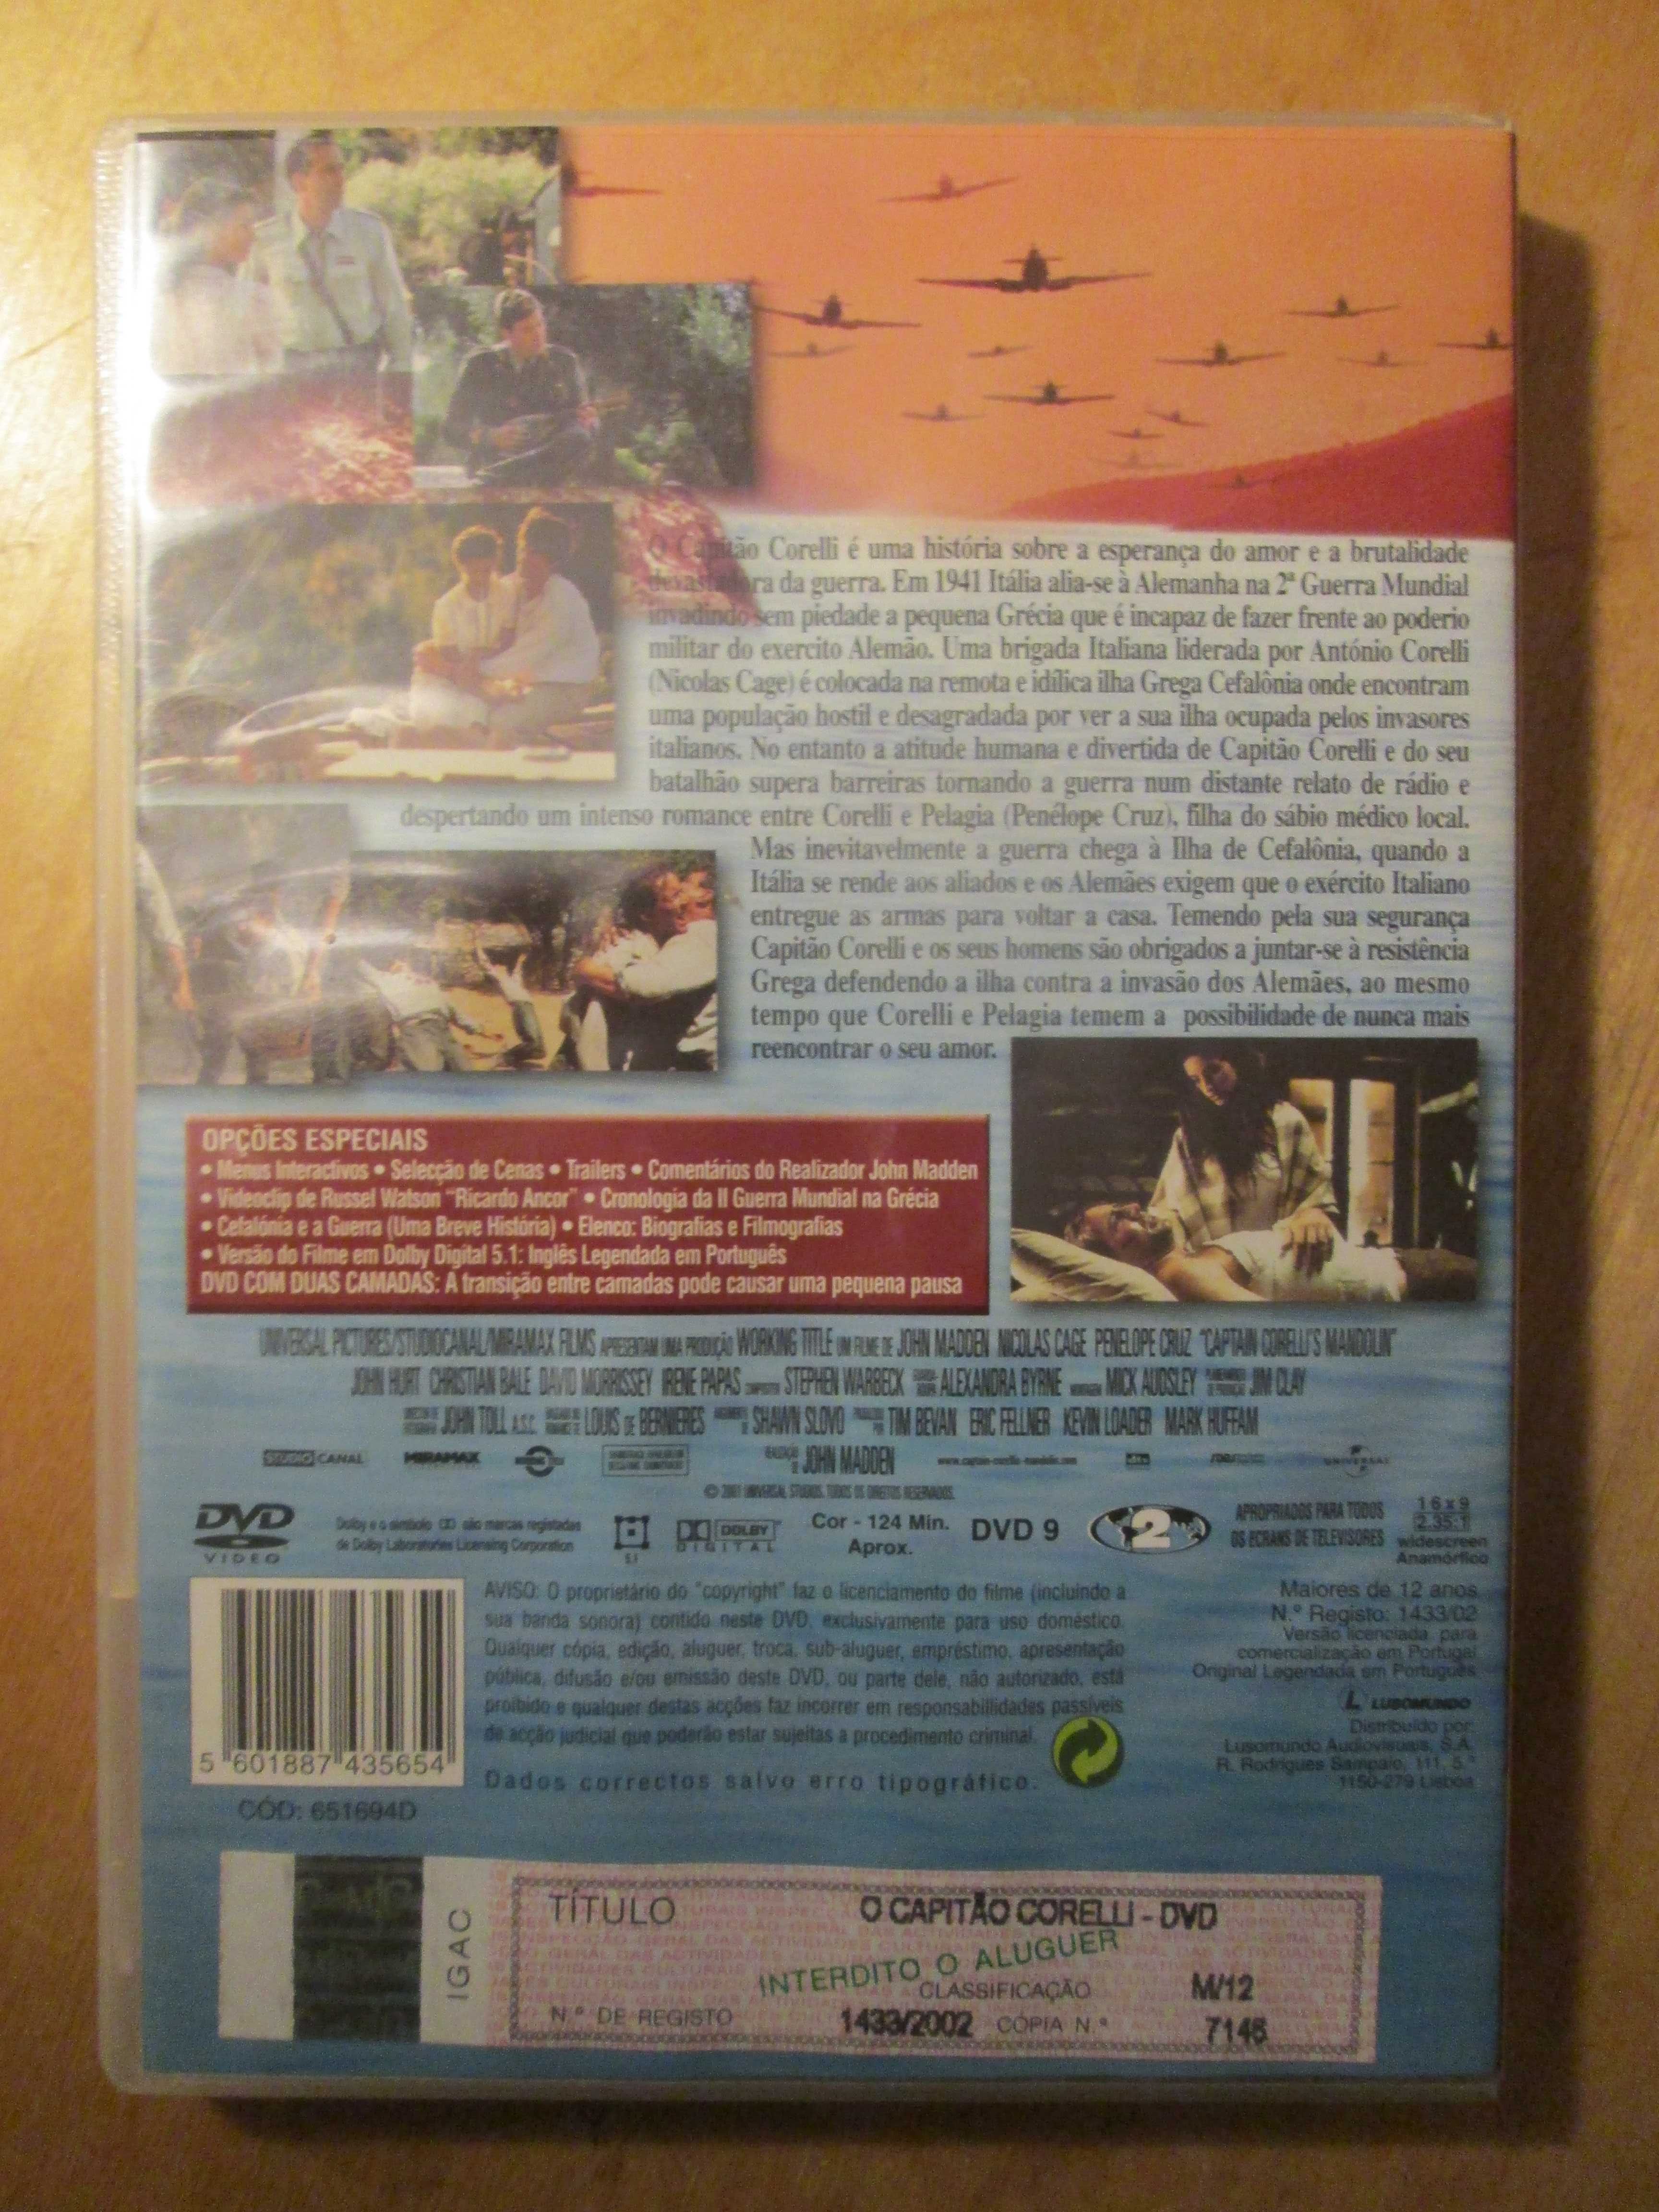 O Capitão Corelli é uma história sobre a esperança do amor e a brutalidade
devastadora da guerra. Em 1941 Itália alia-se à Alemanha na 2ª Guerra Mundial
invadindo sem piedade a pequena Grécia que é incapaz de fazer frente ao poderio
militar do exercito Alemão. Uma brigada Italiana liderada por António Corelli
(Nicolas Cage) é colocada na remota e idílica ilha Grega Cefalônia onde encontram
uma população hostil e desagradada por ver a sua ilha ocupada pelos invasores
italianos. No entanto a atitude humana e divertida de Capitão Corelli e do seu
batalhão supera barreiras tornando a guerra num distante relato de rádio e
despertando um intenso romance entre Corelli e Pelagia (Penélope Cruz), filha do sábio médico local.
Mas inevitavelmente a guerra chega à Ilha de Cefalônia, quando a
Itália se rende aos aliados e os Alemães exigem que o exército Italiano
entregue as armas para voltar a casa. Temendo pela sua segurança
Capitão Corelli e os seus homens são obrigados a juntar-se à resistência
Grega defendendo a ilha contra a invasão dos Alemães, ao mesmo
tempo que Corelli e Pelagia temem a possibilidade de nunca mais
reencontrar o seu amor.
OPÇÕES ESPECIAIS
• Menus Interactivos • Selecção de Cenas • Trailers • Comentários do Realizador John Madden
• Videoclip de Russel Watson "Ricardo Ancor" • Cronologia da II Guerra Mundial na Grécia
• Cefalónia e a Guerra (Uma Breve História) • Elenco: Biografias e Filmografias
• Versão do Filme em Dolby Digital 5.1: Inglês Legendada em Português
DVD COM DUAS CAMADAS: A transição entre camadas pode causar uma pequena pausa
UNIVERSAL PICTURES/STUDIOCANAL/MIRAMAX FILMS APRESENTAM UMA PRODUÇÃO WORKING TITLE UM FILME DE JOHN MADDEN NICOLAS CAGE PENELOPE CRUZ "CAPTAIN CORELLI'S MANDOLIN"
JOHN HURT CHRISTIAN BALE DAVID MORRISSEY IRENE PAPAS STEPHEN WARBECK ALEXANDRA BYRNE MICK AUDSLEY JIM CLAY
JOHN TOLL A.S.C. LOUIS DE BERNIERES SHAWN SLOVO TIM BEVAN ERIC FELLNER KEVIN LOADER MARK HUFFAM
STUDIO CANAL MIRAMAX JOHN MADDEN www.captain-corellis-mandolin.com dts UNIVERSAL
© 2001 UNIVERSAL STUDIOS. TODOS OS DIREITOS RESERVADOS.
DVD VIDEO
Dolby e o símbolo são marcas registadas
de Dolby Laboratories Licensing Corporation
5.1
DOLBY DIGITAL
Cor - 124 Min.
Aprox.
DVD 9
2
APROPRIADOS PARA TODOS
OS ECRANS DE TELEVISORES
16x9
2.35:1
widescreen
Anamórfico
AVISO: O proprietário do "copyright" faz o licenciamento do filme (incluindo a
sua banda sonora) contido neste DVD, exclusivamente para uso doméstico.
Qualquer cópia, edição, aluguer, troca, sub-aluguer, empréstimo, apresentação
pública, difusão e/ou emissão deste DVD, ou parte dele, não autorizado, está
proibido e qualquer destas acções faz incorrer em responsabilidades passíveis
de acção judicial que poderão estar sujeitas a procedimento criminal.
Dados correctos salvo erro tipográfico.
Maiores de 12 anos
N.º Registo: 1433/02
Versão licenciada para
comercialização em Portugal
Original Legendada em Português
LUSOMUNDO
Distribuído por:
Lusomundo Audiovisuais, S.A.
R. Rodrigues Sampaio, 111, 5.º
1150-279 Lisboa
5 601887 435654
CÓD: 651694D
IGAC
TÍTULO O CAPITÃO CORELLI - DVD
INTERDITO O ALUGUER
CLASSIFICAÇÃO M/12
N.º DE REGISTO 1433/2002 CÓPIA N.º 7145